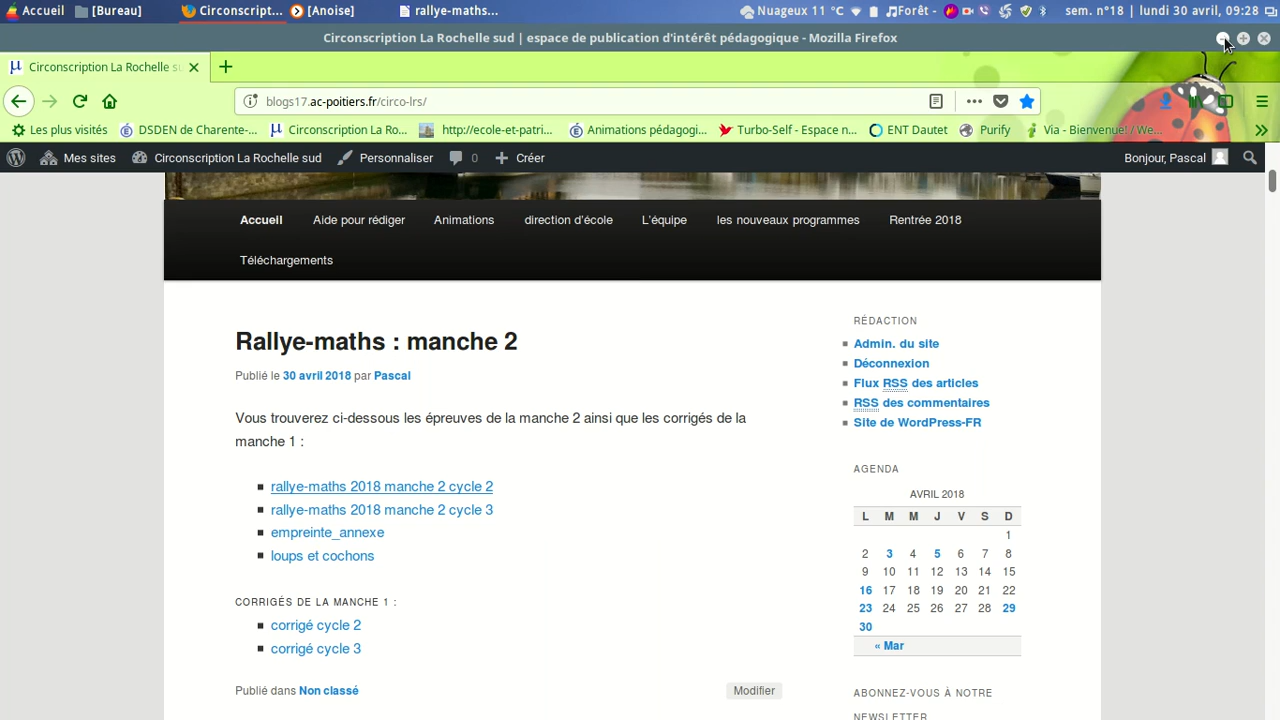 Accueil [Bureau] Circonscript... [Anoise] rallye-maths... Nuageux 11 °C Forêt - sem. n°18 | lundi 30 avril, 09:28
Circonscription La Rochelle sud | espace de publication d'intérêt pédagogique - Mozilla Firefox
µ Circonscription La Rochelle su
blogs17.ac-poitiers.fr/circo-lrs/
Les plus visités DSDEN de Charente-... µ Circonscription La Ro... http://ecole-et-patri... Animations pédagogi... Turbo-Self - Espace n... ENT Dautet Purify Via - Bienvenue! / We...
Mes sites Circonscription La Rochelle sud Personnaliser 0 Créer Bonjour, Pascal
Accueil Aide pour rédiger Animations direction d'école L'équipe les nouveaux programmes Rentrée 2018
Téléchargements
Rallye-maths : manche 2
Publié le 30 avril 2018 par Pascal
Vous trouverez ci-dessous les épreuves de la manche 2 ainsi que les corrigés de la
manche 1 :
rallye-maths 2018 manche 2 cycle 2
rallye-maths 2018 manche 2 cycle 3
empreinte_annexe
loups et cochons
CORRIGÉS DE LA MANCHE 1 :
corrigé cycle 2
corrigé cycle 3
Publié dans Non classé Modifier
RÉDACTION
Admin. du site
Déconnexion
Flux RSS des articles
RSS des commentaires
Site de WordPress-FR
AGENDA
AVRIL 2018
L M M J V S D
1
2 3 4 5 6 7 8
9 10 11 12 13 14 15
16 17 18 19 20 21 22
23 24 25 26 27 28 29
30
« Mar
ABONNEZ-VOUS À NOTRE
NEWSLETTER